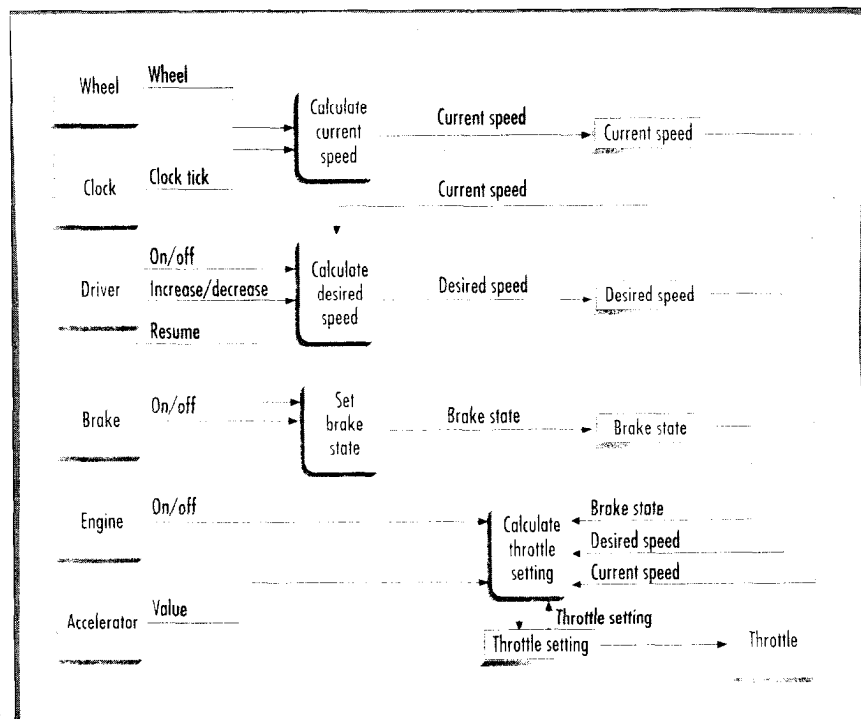 Wheel
Wheel
Calculate
current
speed
Current speed
Current speed
Clock
Clock tick
Current speed
Driver
On/off
Increase/decrease
Resume
Calculate
desired
speed
Desired speed
Desired speed
Brake
On/off
Set
brake
state
Brake state
Brake state
Engine
On/off
Calculate
throttle
setting
Brake state
Desired speed
Current speed
Accelerator
Value
Throttle setting
Throttle setting
Throttle